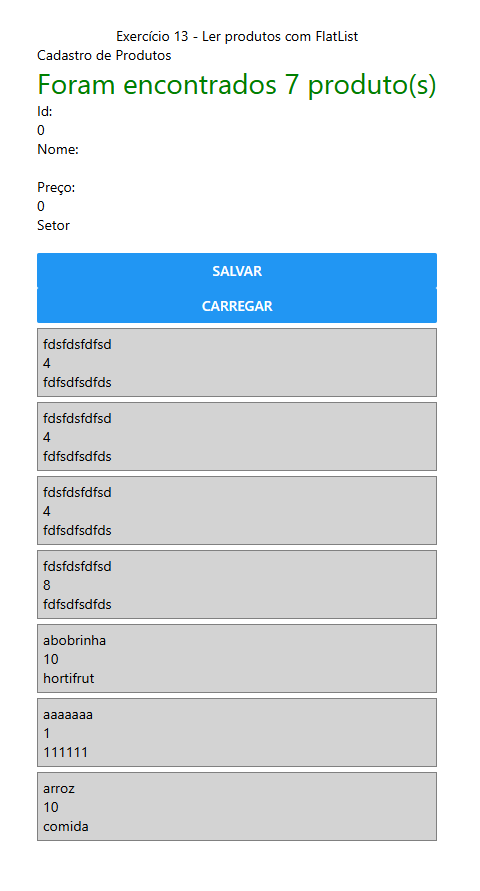 Exercício 13 - Ler produtos com FlatList
Cadastro de Produtos
Foram encontrados 7 produto(s)
Id:
0
Nome:
Preço:
0
Setor
SALVAR
CARREGAR
fdsfdsfdfsd
4
fdfsdfsdfds
fdsfdsfdfsd
4
fdfsdfsdfds
fdsfdsfdfsd
4
fdfsdfsdfds
fdsfdsfdfsd
8
fdfsdfsdfds
abobrinha
10
hortifrut
aaaaaaa
1
111111
arroz
10
comida